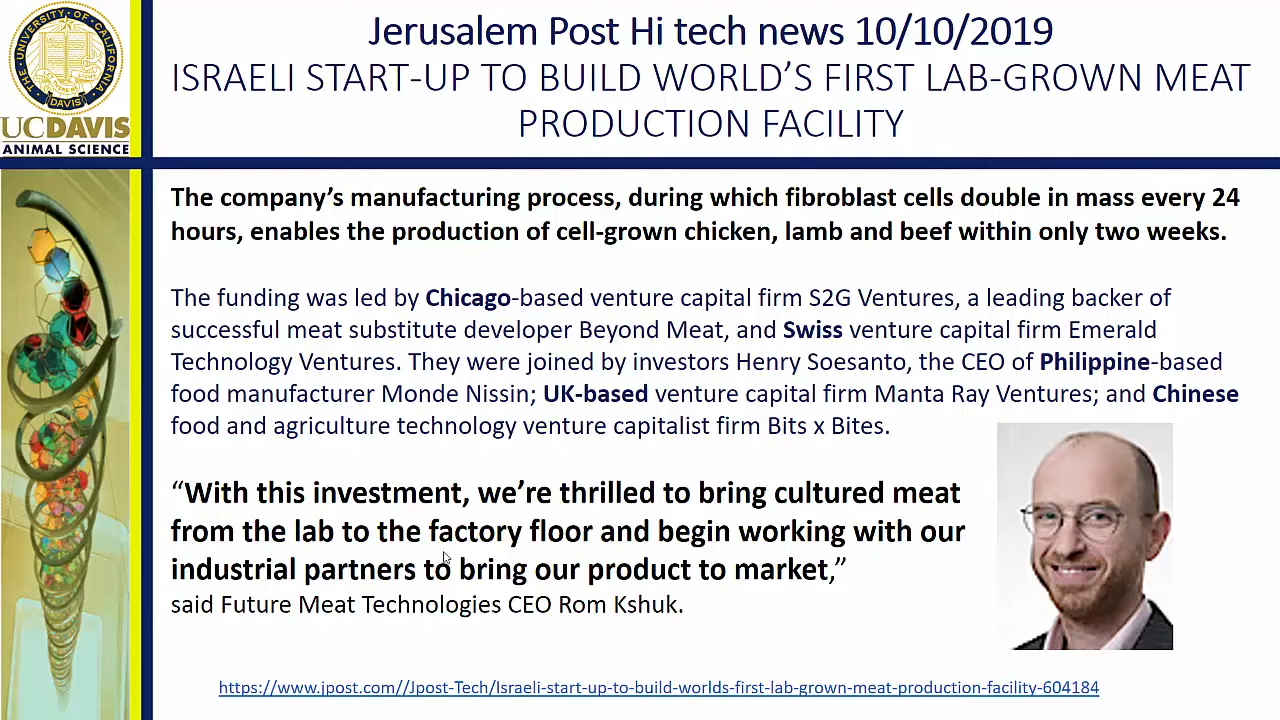 THE UNIVERSITY OF CALIFORNIA
DAVIS
UCDAVIS
ANIMAL SCIENCE
Jerusalem Post Hi tech news 10/10/2019
ISRAELI START-UP TO BUILD WORLD’S FIRST LAB-GROWN MEAT
PRODUCTION FACILITY
The company’s manufacturing process, during which fibroblast cells double in mass every 24
hours, enables the production of cell-grown chicken, lamb and beef within only two weeks.
The funding was led by Chicago-based venture capital firm S2G Ventures, a leading backer of
successful meat substitute developer Beyond Meat, and Swiss venture capital firm Emerald
Technology Ventures. They were joined by investors Henry Soesanto, the CEO of Philippine-based
food manufacturer Monde Nissin; UK-based venture capital firm Manta Ray Ventures; and Chinese
food and agriculture technology venture capitalist firm Bits x Bites.
“With this investment, we’re thrilled to bring cultured meat
from the lab to the factory floor and begin working with our
industrial partners to bring our product to market,”
said Future Meat Technologies CEO Rom Kshuk.
https://www.jpost.com//Jpost-Tech/Israeli-start-up-to-build-worlds-first-lab-grown-meat-production-facility-604184